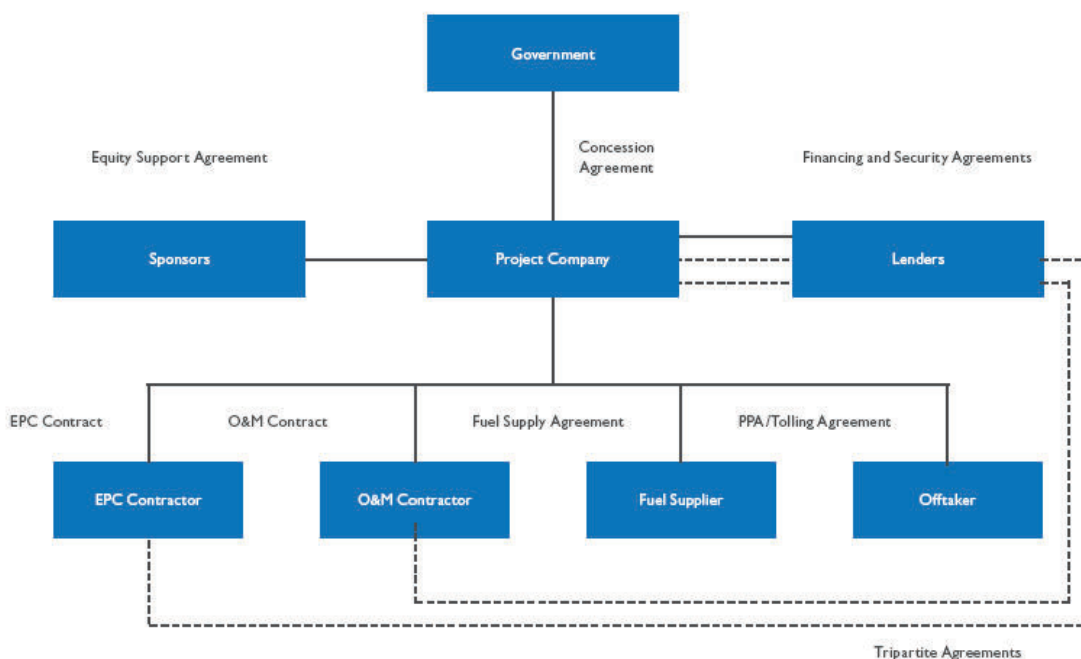 Government
Equity Support Agreement
Concession
Agreement
Financing and Security Agreements
Sponsors
Project Company
Lenders
EPC Contract
O&M Contract
Fuel Supply Agreement
PPA/Tolling Agreement
EPC Contractor
O&M Contractor
Fuel Supplier
Offtaker
Tripartite Agreements